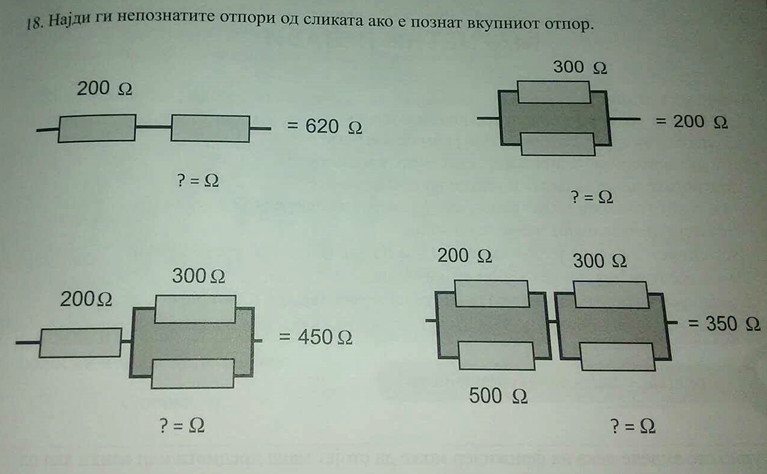 18. Најди ги непознатите отпори од сликата ако е познат вкупниот отпор.
200 Ω
= 620 Ω
? = Ω
300 Ω
= 200 Ω
? = Ω
200Ω
300Ω
= 450 Ω
? = Ω
200 Ω
300 Ω
= 350 Ω
500 Ω
? = Ω